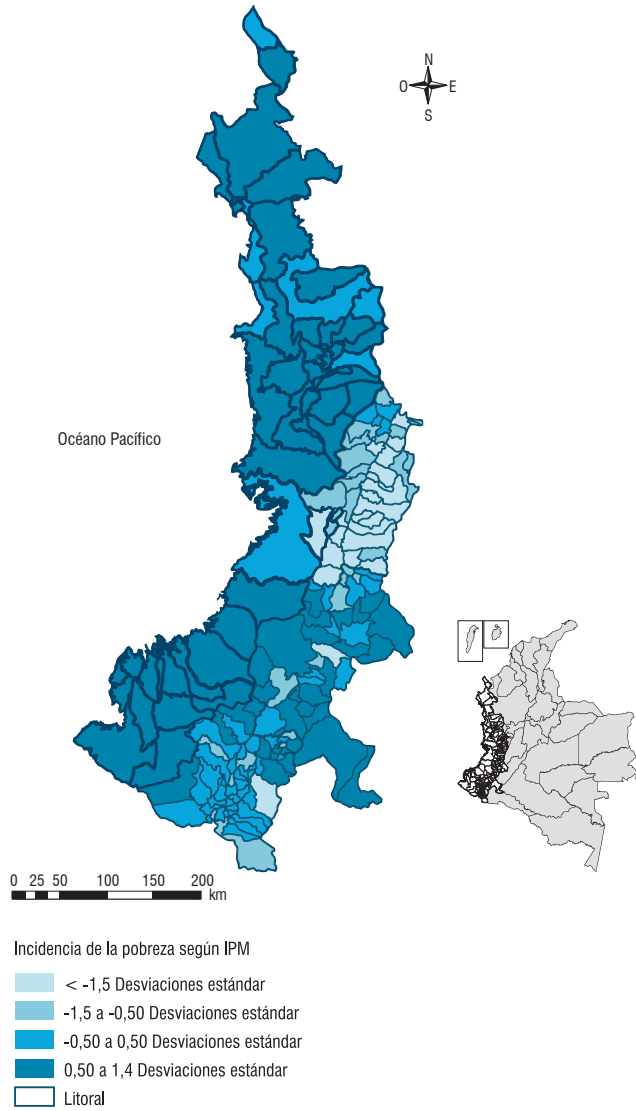 N
O E
S
Océano Pacífico
0 25 50 100 150 200
km
Incidencia de la pobreza según IPM
< -1,5 Desviaciones estándar
-1,5 a -0,50 Desviaciones estándar
-0,50 a 0,50 Desviaciones estándar
0,50 a 1,4 Desviaciones estándar
Litoral